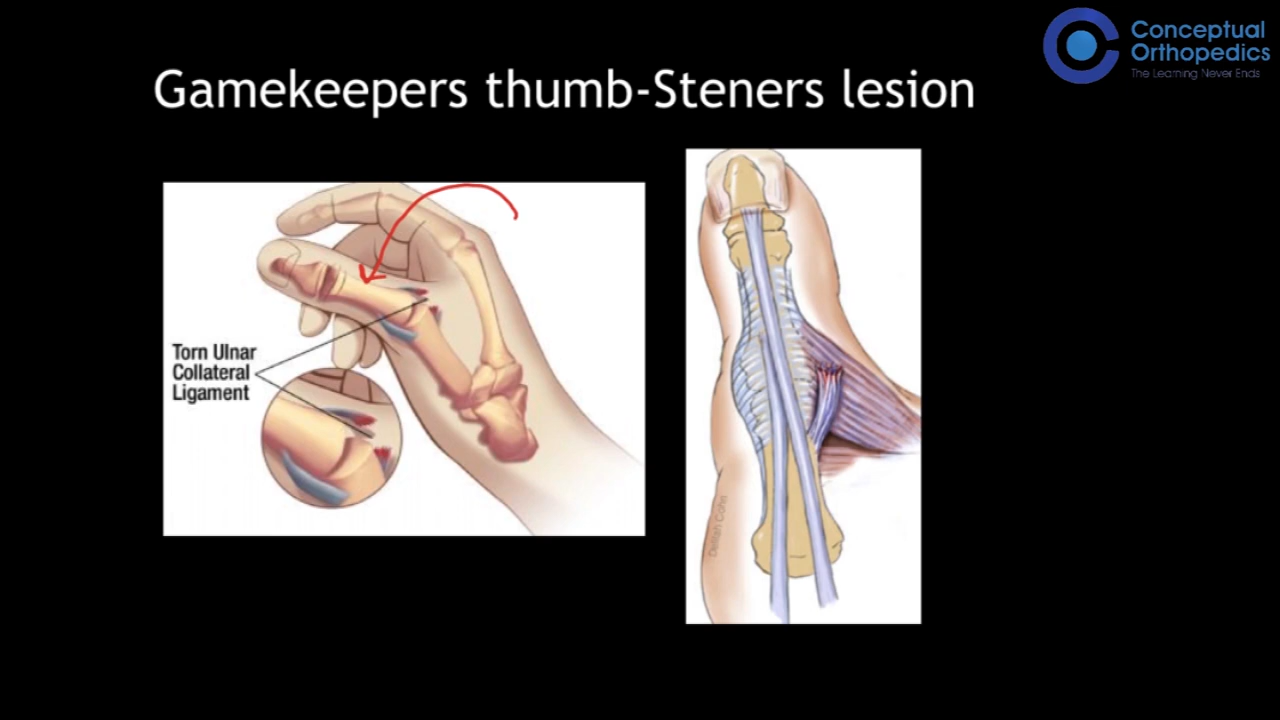 Conceptual
Orthopedics
The Learning Never Ends
Gamekeepers thumb-Steners lesion
Torn Ulnar
Collateral
Ligament